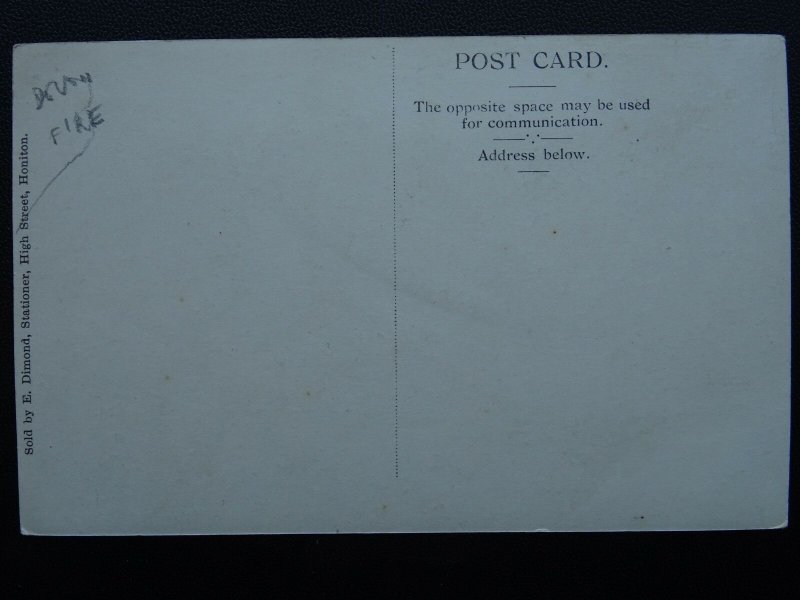 DEVON
FIRE
Sold by E. Dimond, Stationer, High Street, Honiton.
POST CARD.
The opposite space may be used
for communication.
Address below.